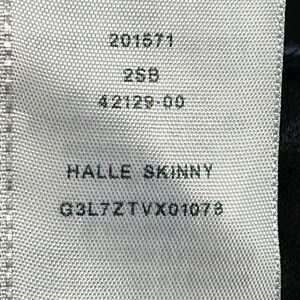 201571
2SB
42129-00
HALLE SKINNY
G3L7ZTVX01078